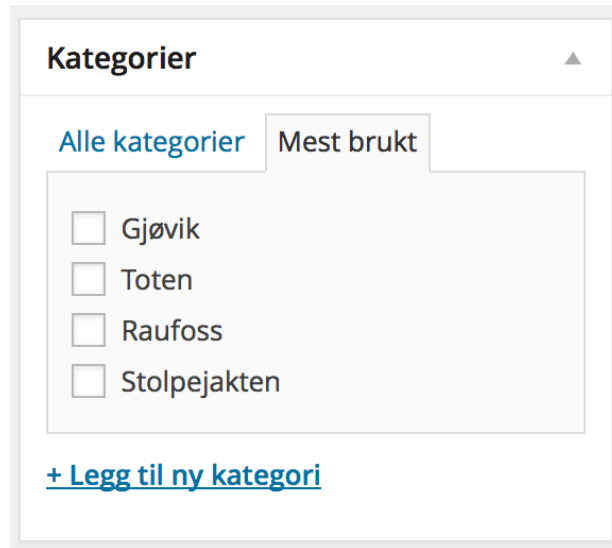 Kategorier
Alle kategorier Mest brukt
Gjøvik
Toten
Raufoss
Stolpejakten
+ Legg til ny kategori